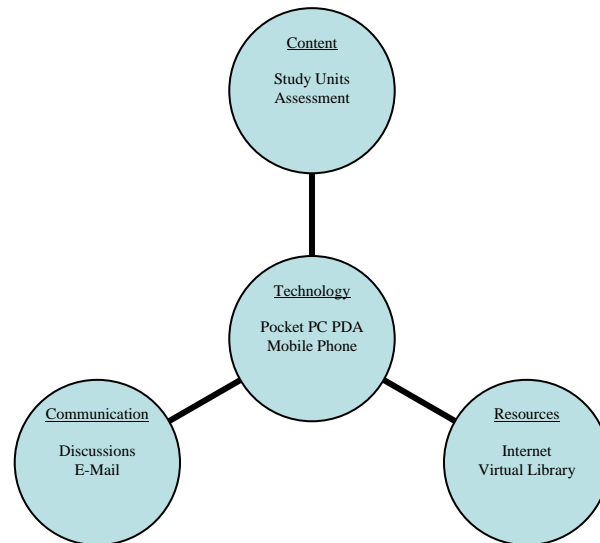 Content
Study Units
Assessment
Technology
Pocket PC PDA
Mobile Phone
Communication
Discussions
E-Mail
Resources
Internet
Virtual Library